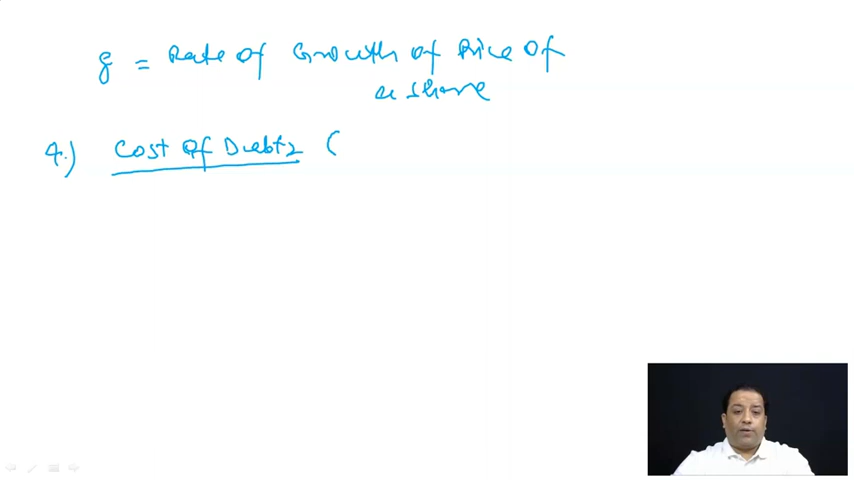 g = Rate Of Growth Of Price Of
a share
4.) Cost Of Debts (